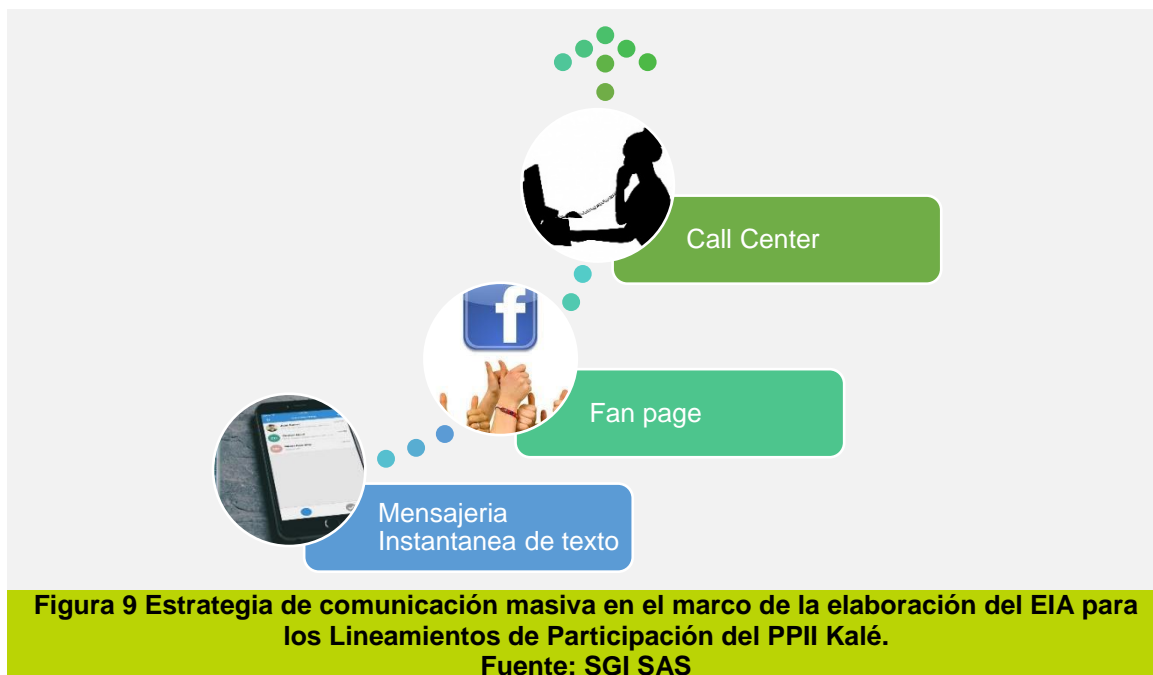 Call Center
Fan page
Mensajeria
Instantanea de texto
Figura 9 Estrategia de comunicación masiva en el marco de la elaboración del EIA para
los Lineamientos de Participación del PPII Kalé.
Fuente: SGI SAS